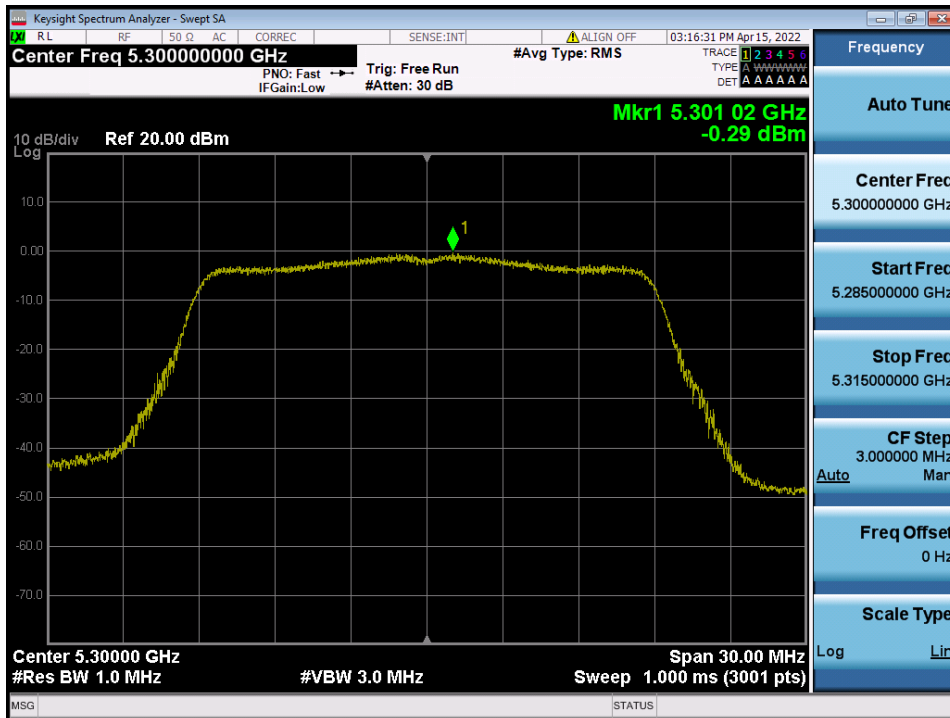 Keysight Spectrum Analyzer - Swept SA
LXI RL RF 50 Ω AC CORREC SENSE:INT ALIGN OFF 03:16:31 PM Apr 15, 2022
Center Freq 5.300000000 GHz
PNO: Fast
IFGain:Low
Trig: Free Run
#Atten: 30 dB
#Avg Type: RMS
TRACE 1 2 3 4 5 6
TYPE A WWWWW
DET A A A A A A
Mkr1 5.301 02 GHz
-0.29 dBm
10 dB/div Ref 20.00 dBm
Log
10.0
0.00
-10.0
-20.0
-30.0
-40.0
-50.0
-60.0
-70.0
1
Center 5.30000 GHz Span 30.00 MHz
#Res BW 1.0 MHz #VBW 3.0 MHz Sweep 1.000 ms (3001 pts)
MSG STATUS
Frequency
Auto Tune
Center Freq
5.300000000 GHz
Start Freq
5.285000000 GHz
Stop Freq
5.315000000 GHz
CF Step
3.000000 MHz
Auto Man
Freq Offset
0 Hz
Scale Type
Log Lin